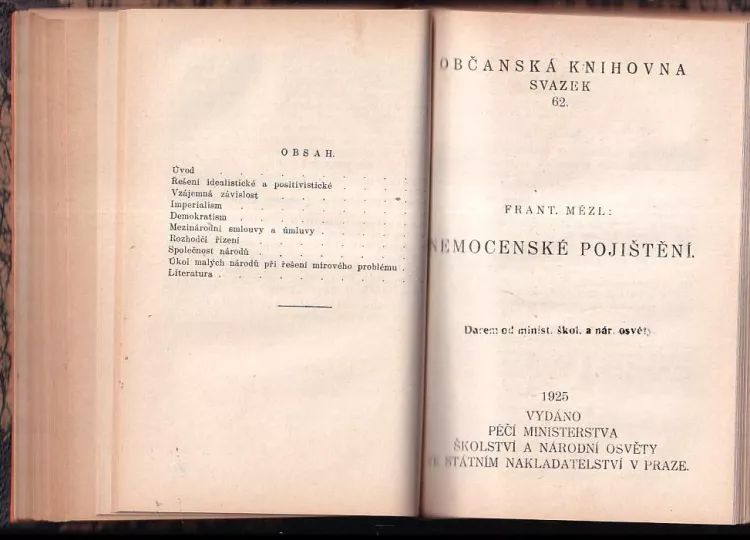 OBSAH.
Úvod
Řešení idealistické a positivistické
Vzájemná závislost
Imperialism
Demokratism
Mezinárodní smlouvy a úmluvy
Rozhodčí řízení
Společnost národů
Úkol malých národů při řešení mírového problému
Literatura
OBČANSKÁ KNIHOVNA
SVAZEK
62.
FRANT. MÉZL:
NEMOCENSKÉ POJIŠTĚNÍ.
Darem od minist. škol. a nár. osvěty.
1925
VYDÁNO
PÉČÍ MINISTERSTVA
ŠKOLSTVÍ A NÁRODNÍ OSVĚTY
VE STÁTNÍM NAKLADATELSTVÍ V PRAZE.